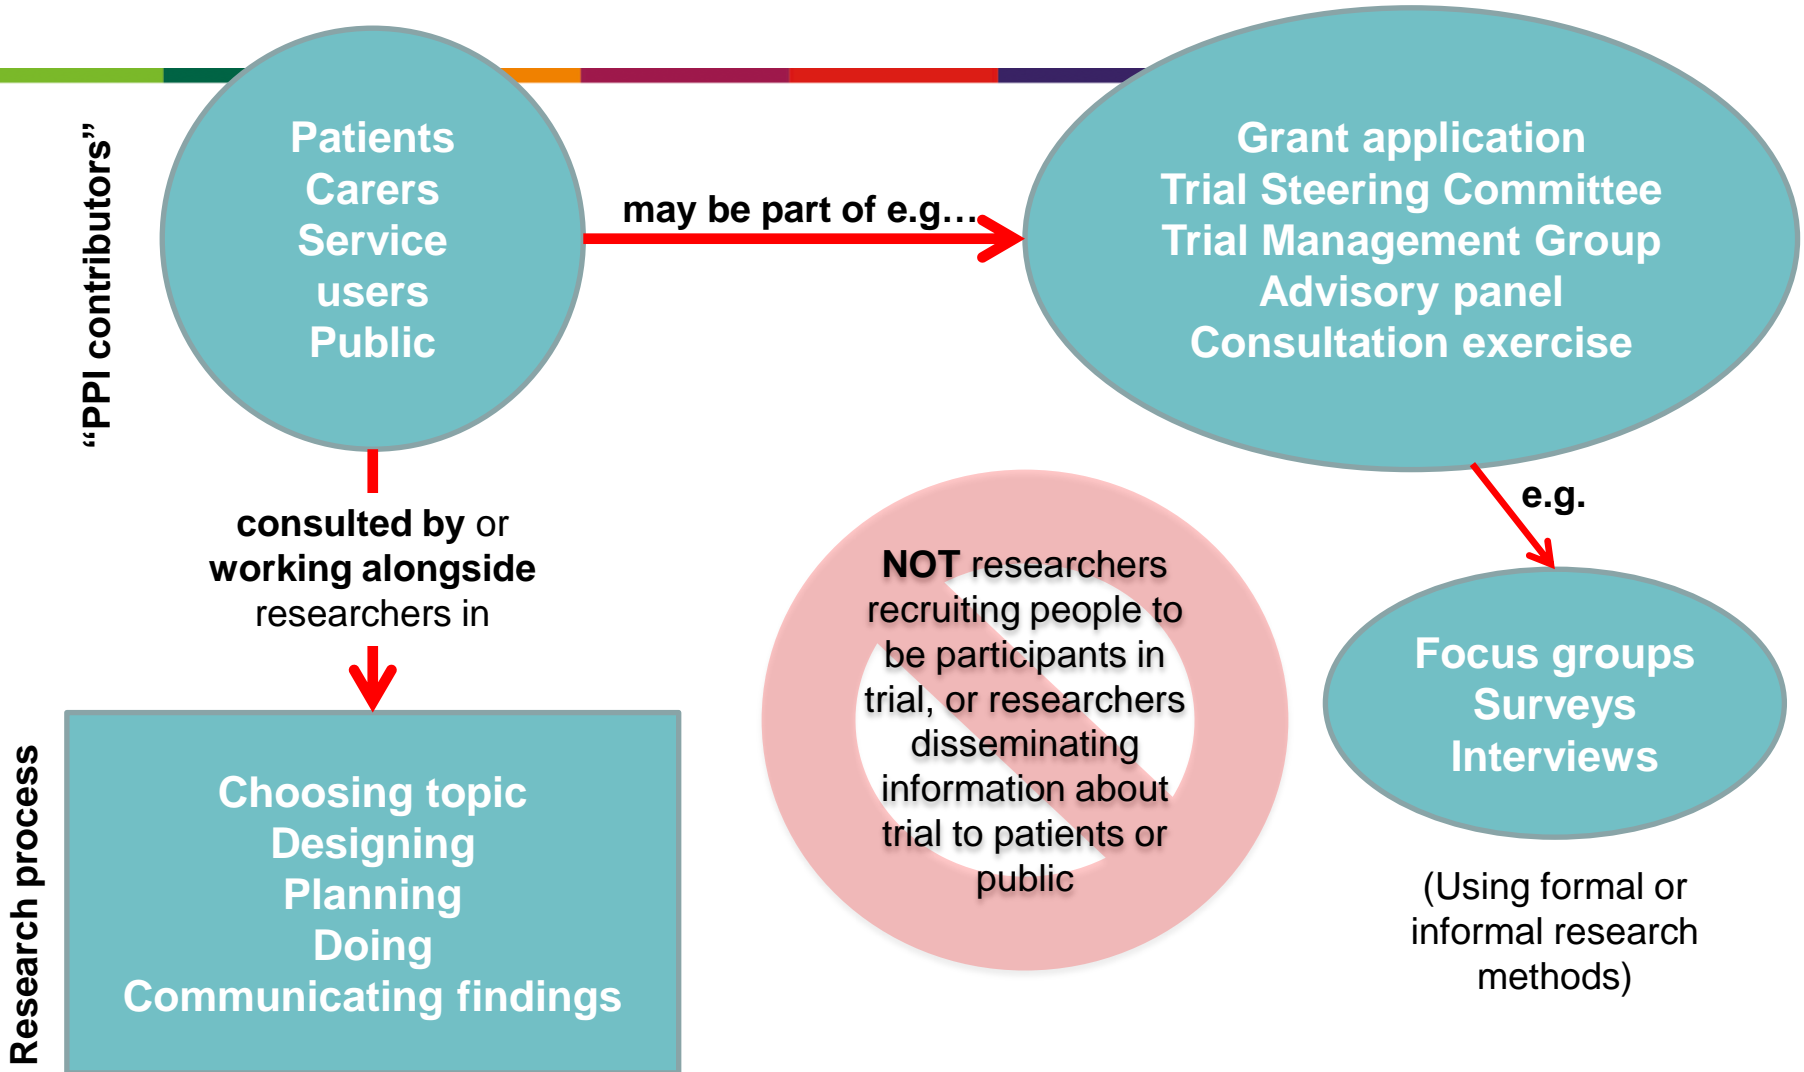 “PPI contributors”
Patients
Carers
Service
users
Public
may be part of e.g…
Grant application
Trial Steering Committee
Trial Management Group
Advisory panel
Consultation exercise
consulted by or
working alongside
researchers in
e.g.
NOT researchers
recruiting people to
be participants in
trial, or researchers
disseminating
information about
trial to patients or
public
Focus groups
Surveys
Interviews
(Using formal or
informal research
methods)
Research process
Choosing topic
Designing
Planning
Doing
Communicating findings